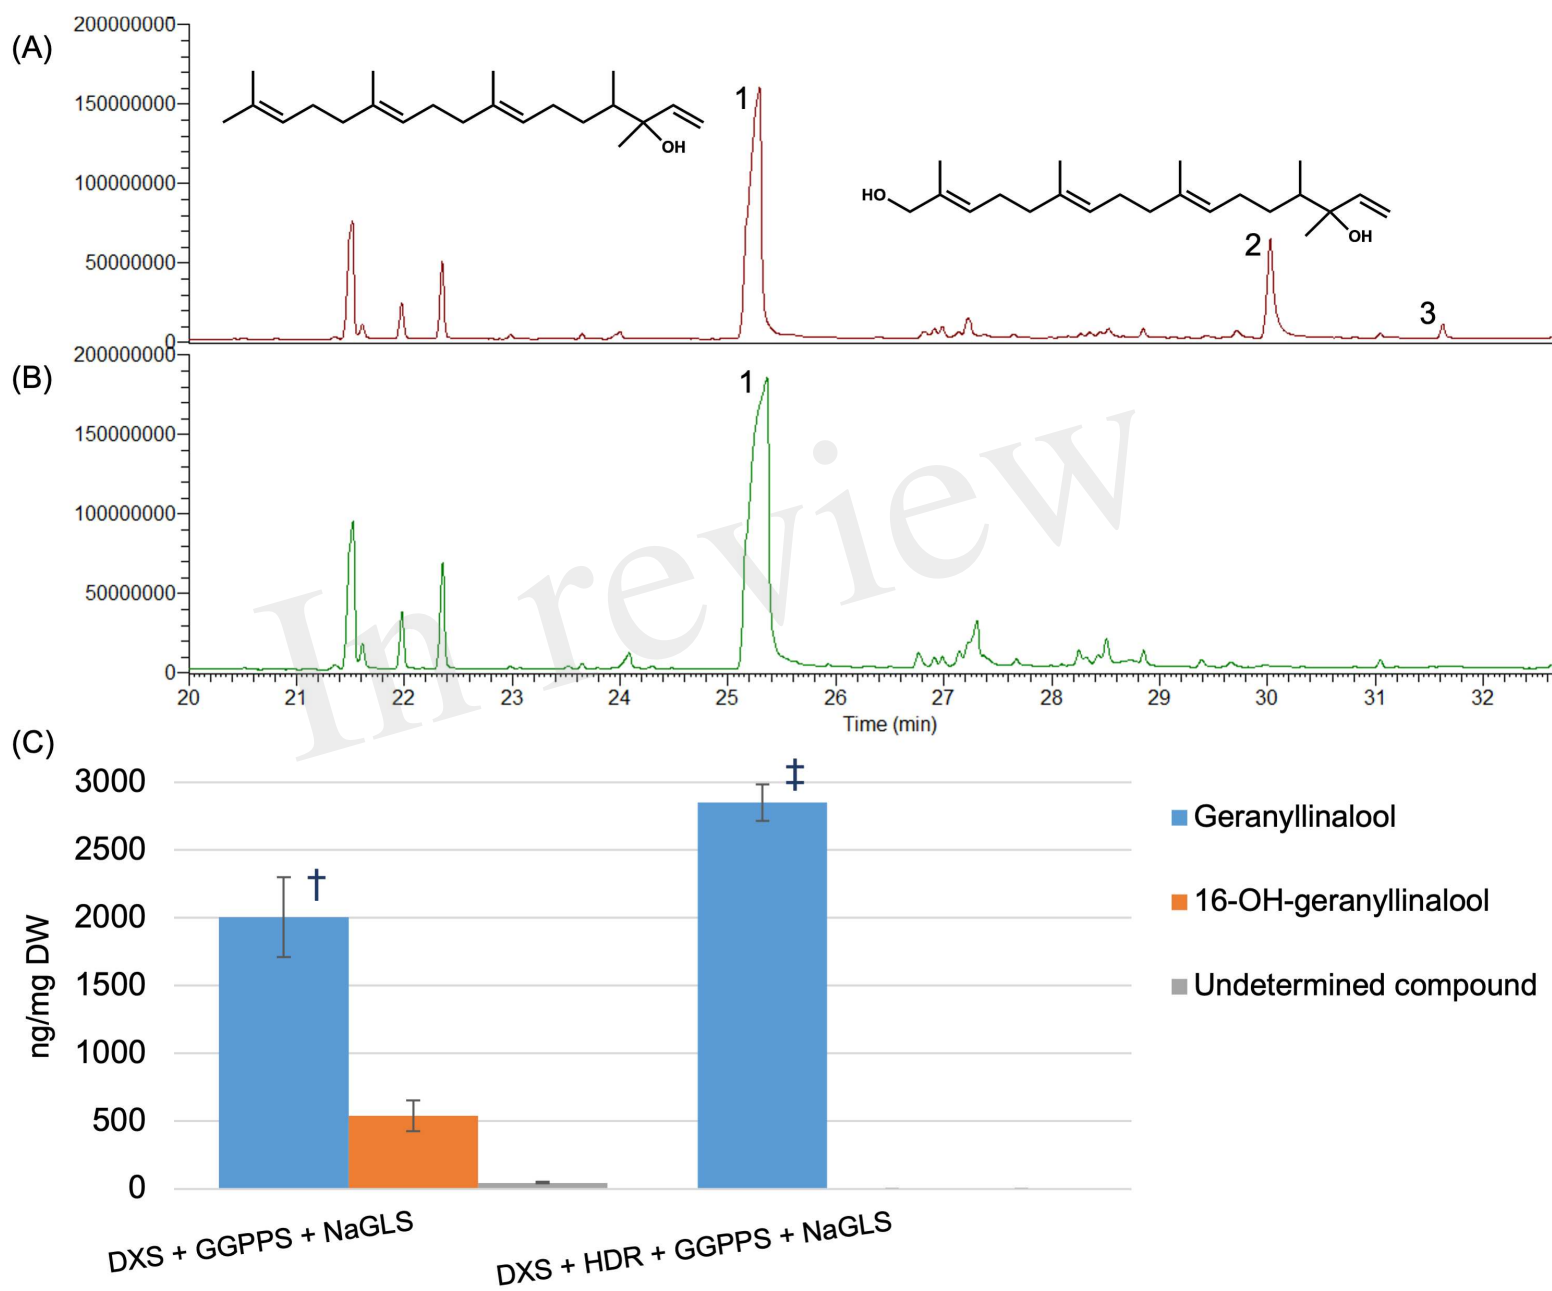 (A)
200000000
150000000
100000000
50000000
0
1
OH
HO
OH
2
3
(B)
200000000
150000000
100000000
50000000
0
1
20 21 22 23 24 25 26 27 28 29 30 31 32
Time (min)
In review
(C)
3000
2500
2000
1500
1000
500
0
ng/mg DW
†
‡
DXS + GGPPS + NaGLS
DXS + HDR + GGPPS + NaGLS
Geranyllinalool
16-OH-geranyllinalool
Undetermined compound